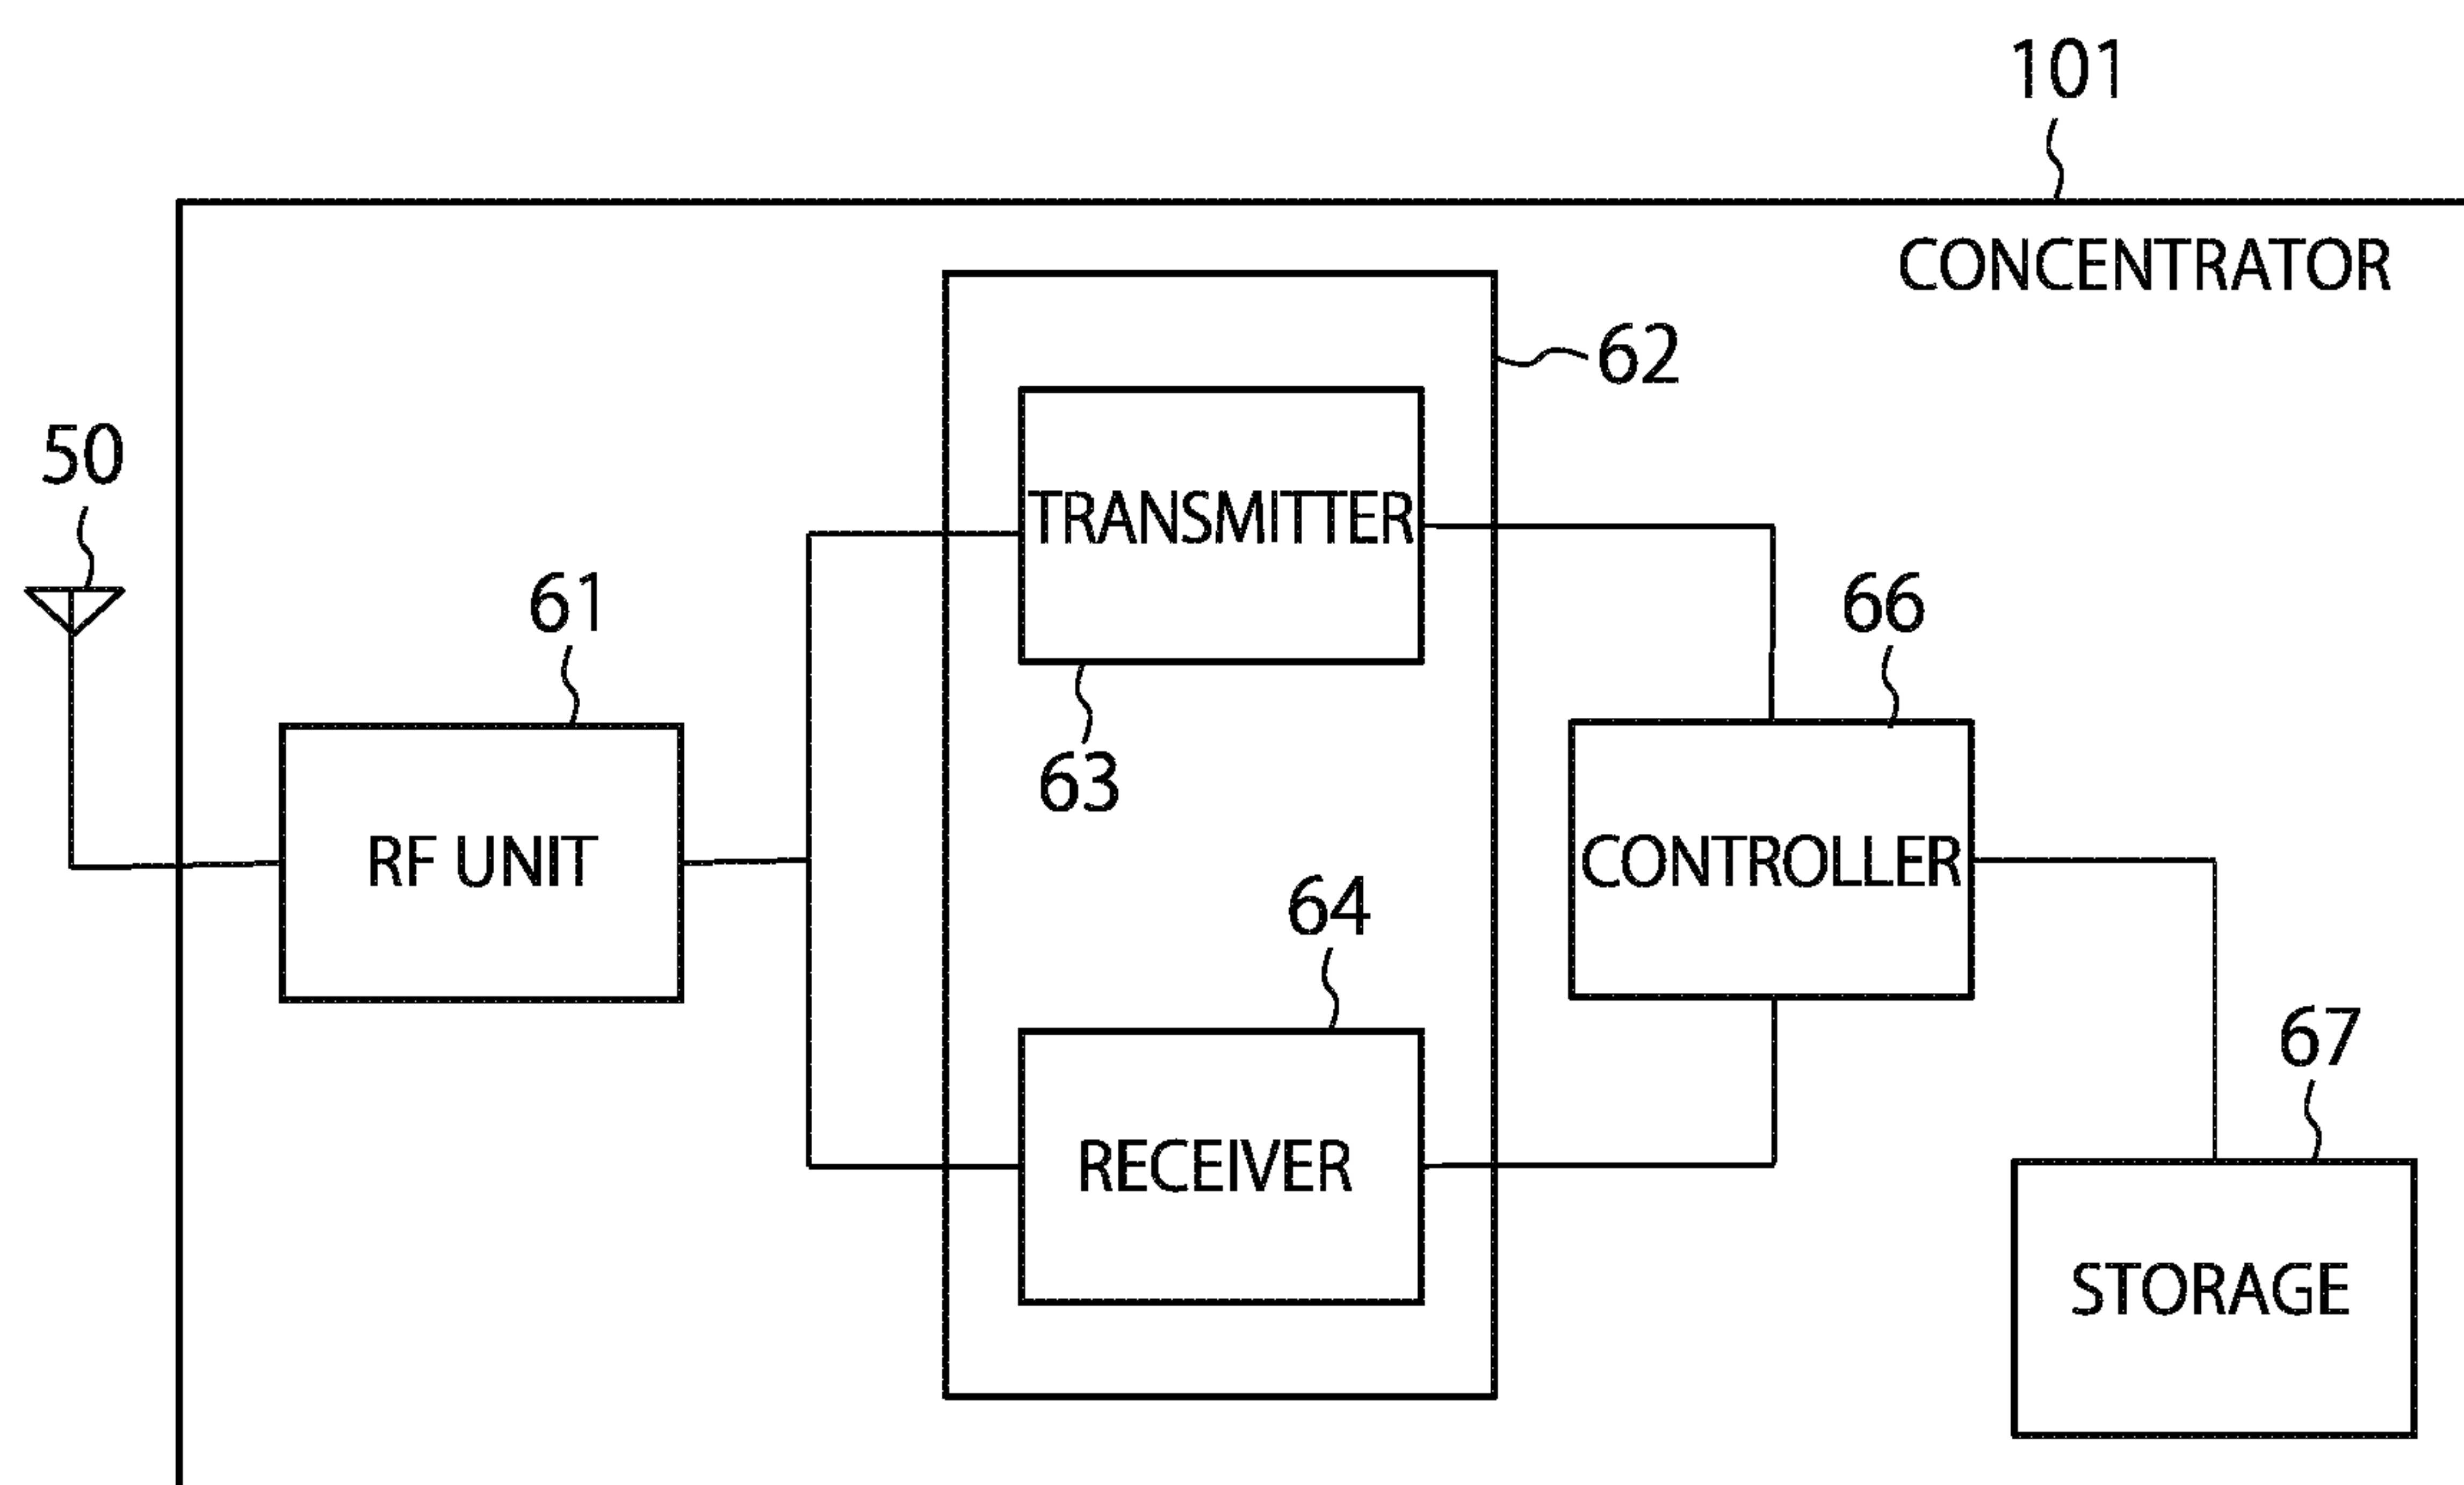 101
CONCENTRATOR
62
50
TRANSMITTER
61
66
63
RF UNIT
CONTROLLER
64
67
RECEIVER
STORAGE